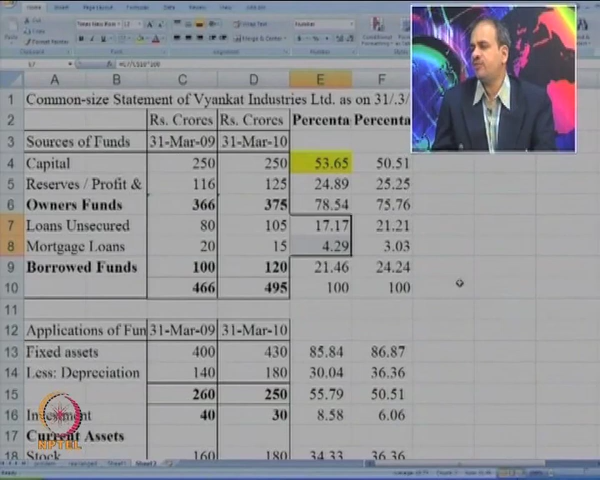 A B C D E F
1 Common-size Statement of Vyankat Industries Ltd. as on 31/.3/
2 Rs. Crores Rs. Crores Percenta Percenta
3 Sources of Funds 31-Mar-09 31-Mar-10
4 Capital 250 250 53.65 50.51
5 Reserves / Profit & 116 125 24.89 25.25
6 Owners Funds 366 375 78.54 75.76
7 Loans Unsecured 80 105 17.17 21.21
8 Mortgage Loans 20 15 4.29 3.03
9 Borrowed Funds 100 120 21.46 24.24
10 466 495 100 100
11
12 Applications of Fun 31-Mar-09 31-Mar-10
13 Fixed assets 400 430 85.84 86.87
14 Less: Depreciation 140 180 30.04 36.36
15 260 250 55.79 50.51
16 Investment 40 30 8.58 6.06
17 Current Assets
18 Stock 160 180 34.33 36.36
NPTEL